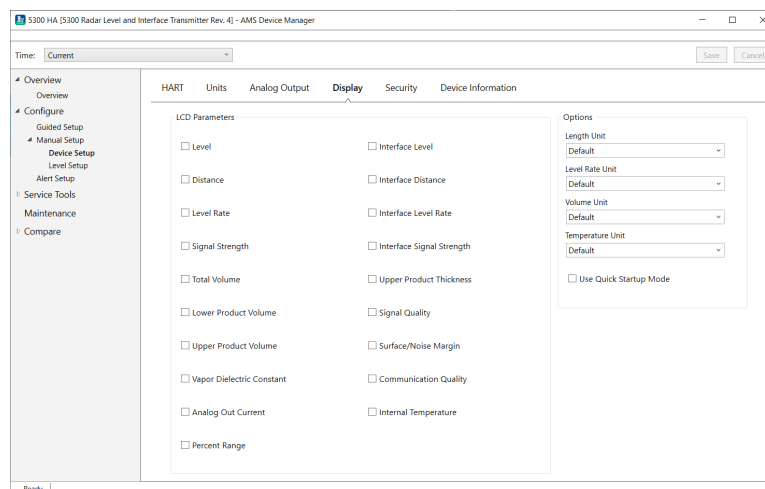 5300 HA [5300 Radar Level and Interface Transmitter Rev. 4] - AMS Device Manager
Time: Current
Save Cancel
Overview
Overview
Configure
Guided Setup
Manual Setup
Device Setup
Level Setup
Alert Setup
Service Tools
Maintenance
Compare
HART Units Analog Output Display Security Device Information
LCD Parameters
Level Interface Level
Distance Interface Distance
Level Rate Interface Level Rate
Signal Strength Interface Signal Strength
Total Volume Upper Product Thickness
Lower Product Volume Signal Quality
Upper Product Volume Surface/Noise Margin
Vapor Dielectric Constant Communication Quality
Analog Out Current Internal Temperature
Percent Range
Options
Length Unit
Default
Level Rate Unit
Default
Volume Unit
Default
Temperature Unit
Default
Use Quick Startup Mode
Ready